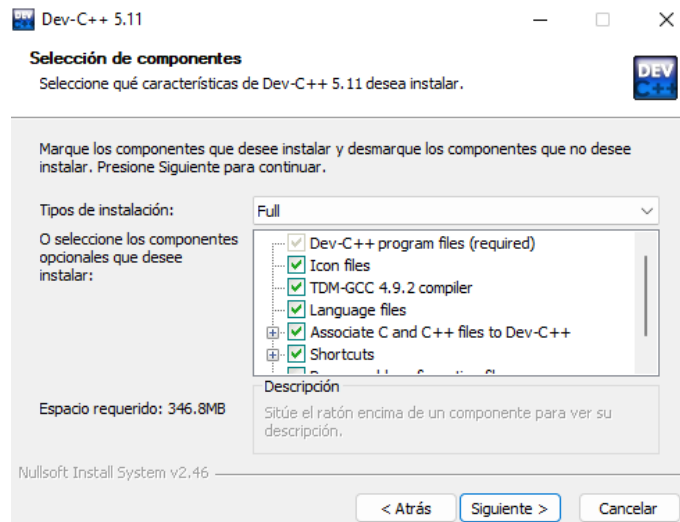 Dev-C++ 5.11
Selección de componentes
Seleccione qué características de Dev-C++ 5.11 desea instalar.
DEV
C++
Marque los componentes que desee instalar y desmarque los componentes que no desee
instalar. Presione Siguiente para continuar.
Tipos de instalación:
Full
O seleccione los componentes
opcionales que desee
instalar:
Dev-C++ program files (required)
Icon files
TDM-GCC 4.9.2 compiler
Language files
Associate C and C++ files to Dev-C++
Shortcuts
Espacio requerido: 346.8MB
Descripción
Sitúe el ratón encima de un componente para ver su
descripción.
Nullsoft Install System v2.46
< Atrás
Siguiente >
Cancelar